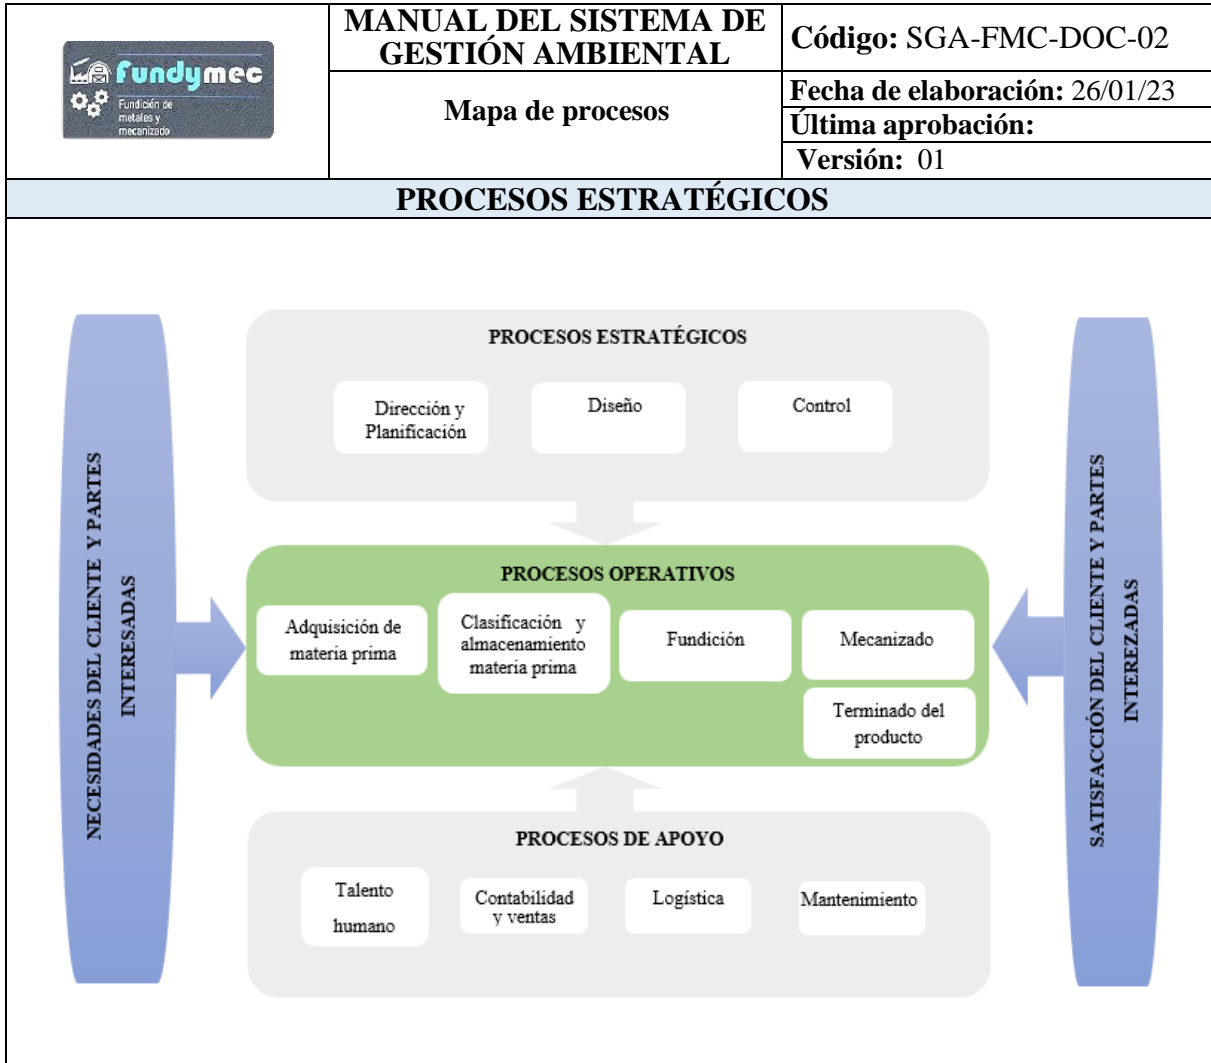 fundymec
Fundición de
metales y
mecanizado
MANUAL DEL SISTEMA DE
GESTIÓN AMBIENTAL
Mapa de procesos
Código: SGA-FMC-DOC-02
Fecha de elaboración: 26/01/23
Última aprobación:
Versión: 01
PROCESOS ESTRATÉGICOS
NECESIDADES DEL CLIENTE Y PARTES
INTERESADAS
PROCESOS ESTRATÉGICOS
Dirección y
Planificación
Diseño
Control
PROCESOS OPERATIVOS
Adquisición de
materia prima
Clasificación y
almacenamiento
materia prima
Fundición
Mecanizado
Terminado del
producto
PROCESOS DE APOYO
Talento
humano
Contabilidad
y ventas
Logística
Mantenimiento
SATISFACCIÓN DEL CLIENTE Y PARTES
INTEREZADAS